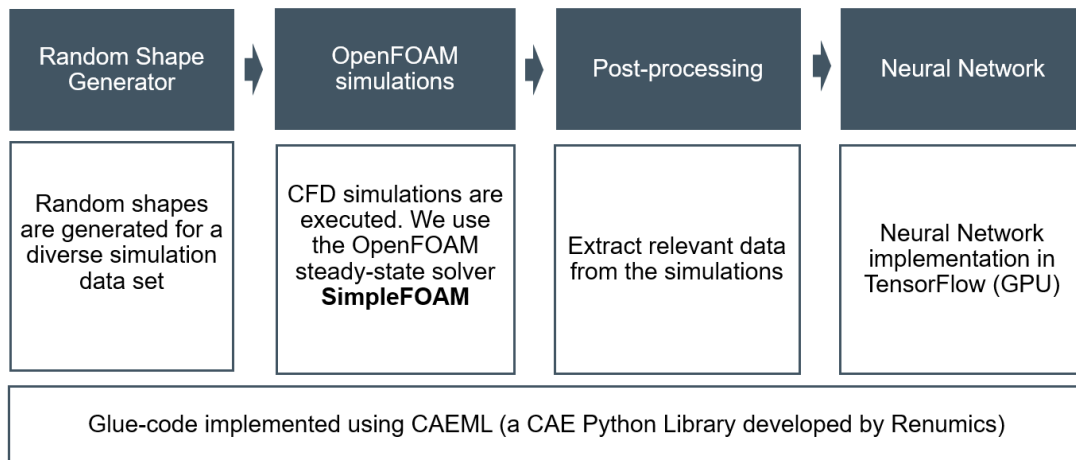 Random Shape
Generator
OpenFOAM
simulations
Post-processing
Neural Network
Random shapes
are generated for a
diverse simulation
data set
CFD simulations are
executed. We use
the OpenFOAM
steady-state solver
SimpleFOAM
Extract relevant data
from the simulations
Neural Network
implementation in
TensorFlow (GPU)
Glue-code implemented using CAEML (a CAE Python Library developed by Renumics)